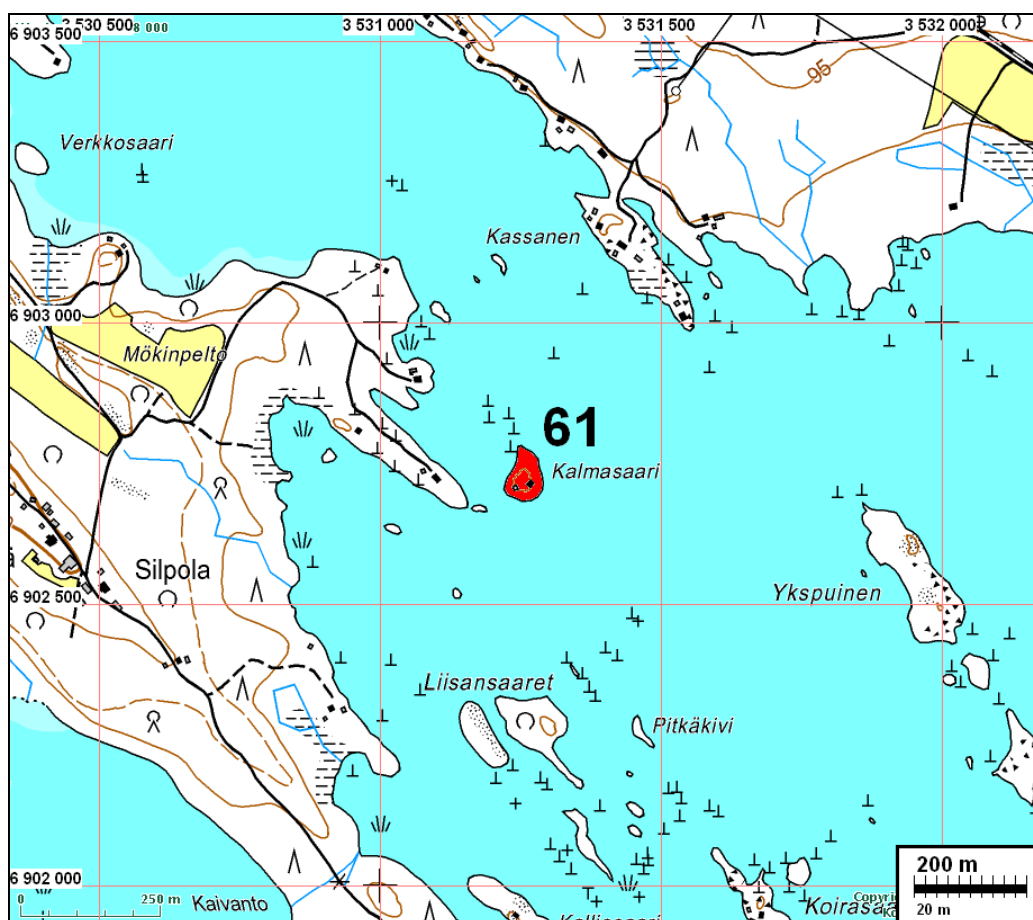 3 530 500
8 000
3 531 000
3 531 500
3 532 000
6 903 500
95
Verkkosaari
Kassanen
6 903 000
Mökinpelto
61
Kalmasaari
Silpola
Ykspuinen
6 902 500
Liisansaaret
Pitkäkivi
200 m
20 m
6 902 000
0 250 m
Kaivanto